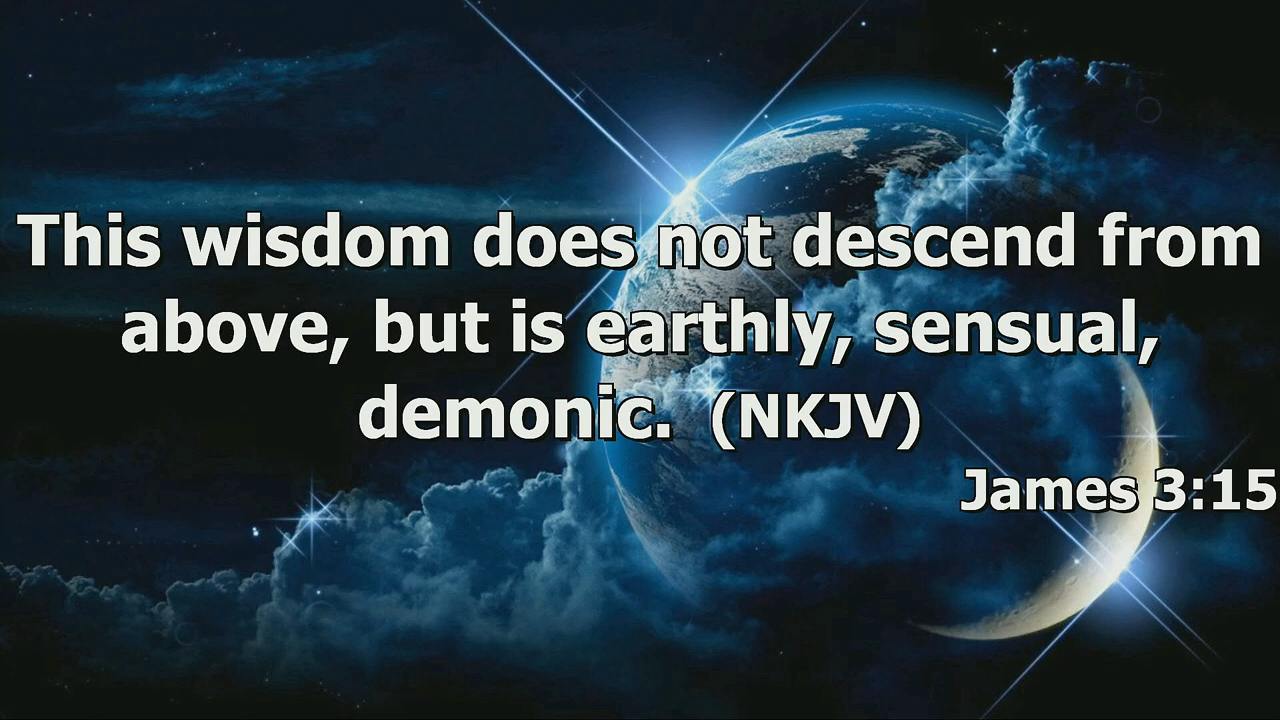 This wisdom does not descend from
above, but is earthly, sensual,
demonic. (NKJV)
James 3:15